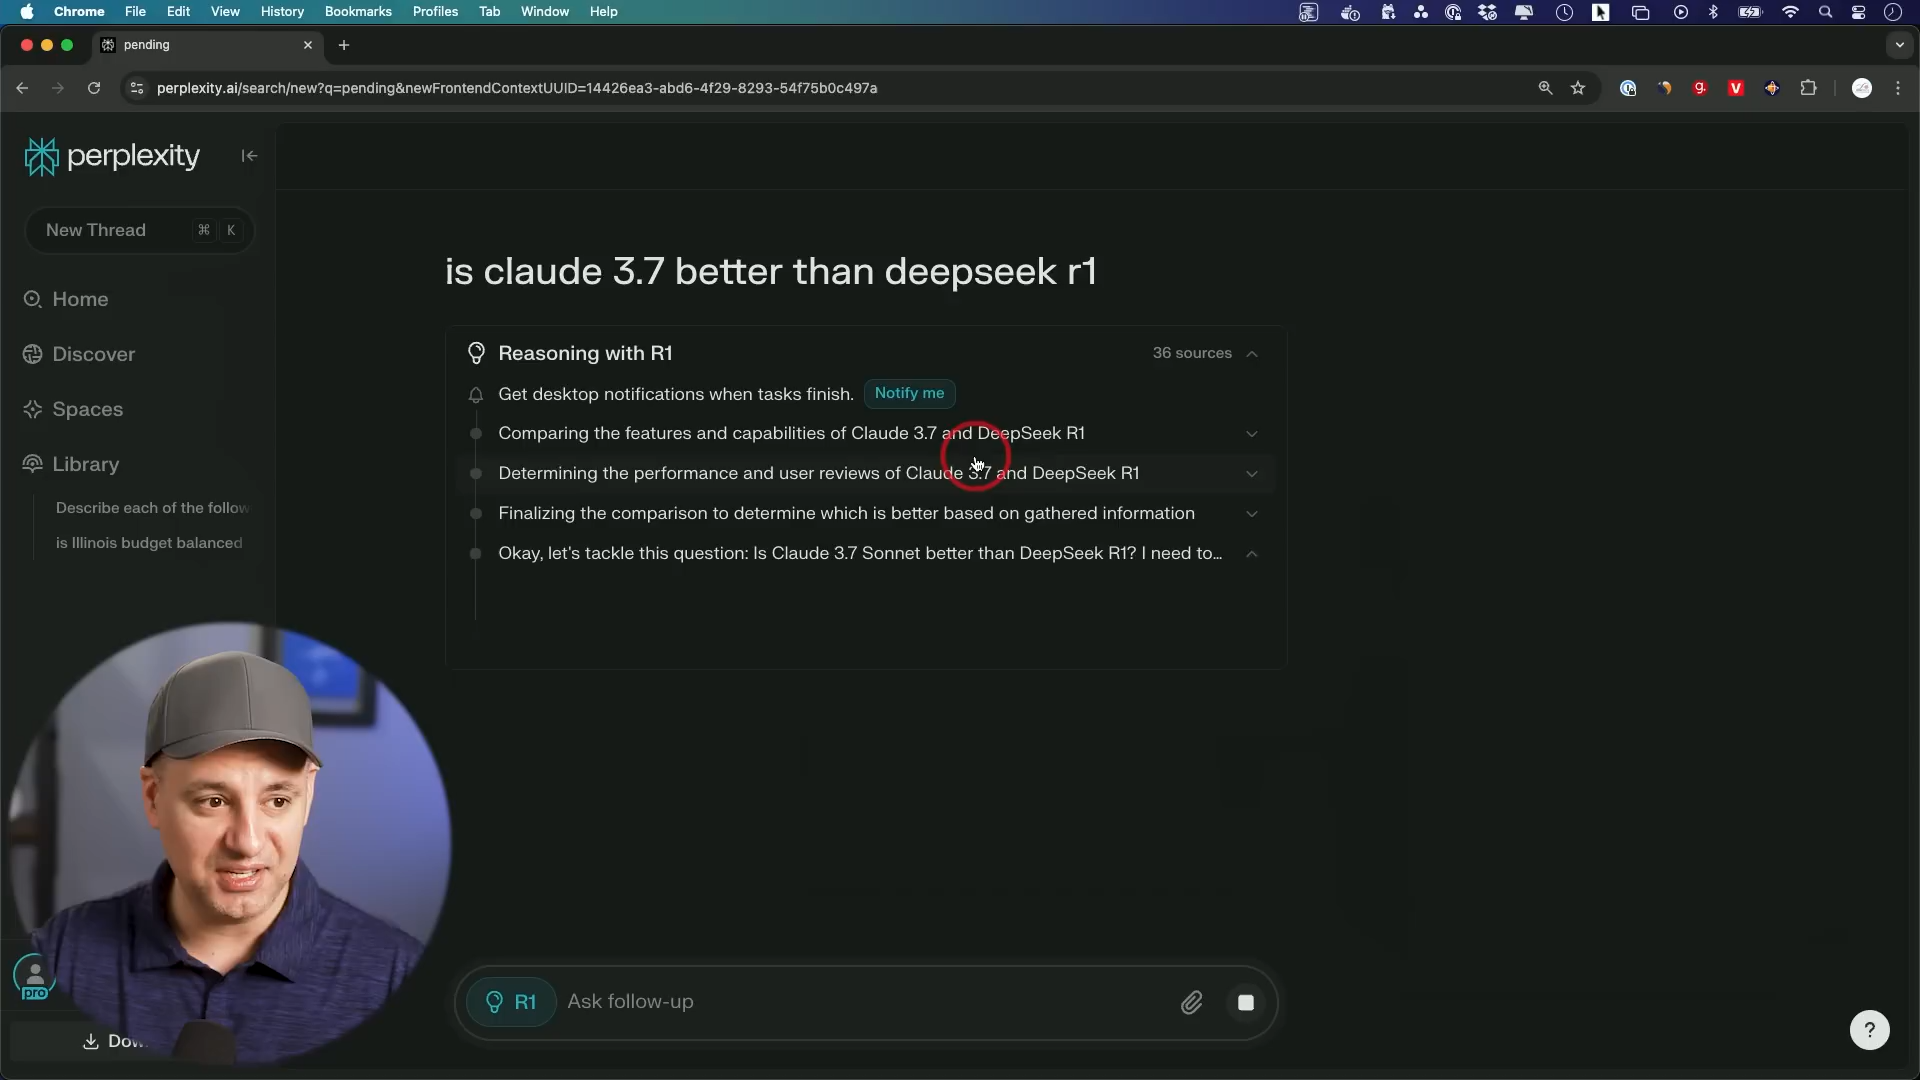 Chrome File Edit View History Bookmarks Profiles Tab Window Help
pending
perplexity.ai/search/new?q=pending&newFrontendContextUUID=14426ea3-abd6-4f29-8293-54f75b0c497a
perplexity
New Thread ⌘ K
Home
Discover
Spaces
Library
Describe each of the follow
is Illinois budget balanced
is claude 3.7 better than deepseek r1
Reasoning with R1 36 sources
Get desktop notifications when tasks finish. Notify me
Comparing the features and capabilities of Claude 3.7 and DeepSeek R1
Determining the performance and user reviews of Claude 3.7 and DeepSeek R1
Finalizing the comparison to determine which is better based on gathered information
Okay, let's tackle this question: Is Claude 3.7 Sonnet better than DeepSeek R1? I need to...
pro
R1 Ask follow-up
?